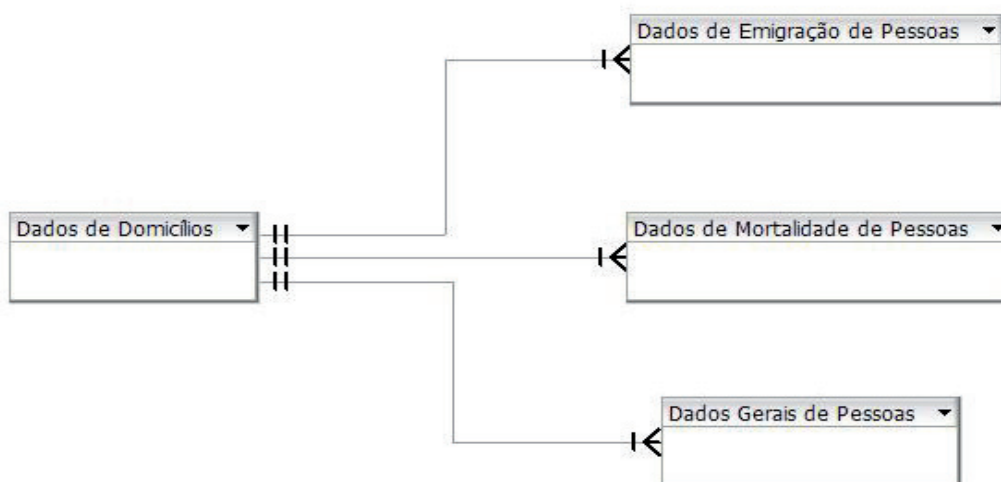 Dados de Emigração de Pessoas
Dados de Domicílios
Dados de Mortalidade de Pessoas
Dados Gerais de Pessoas